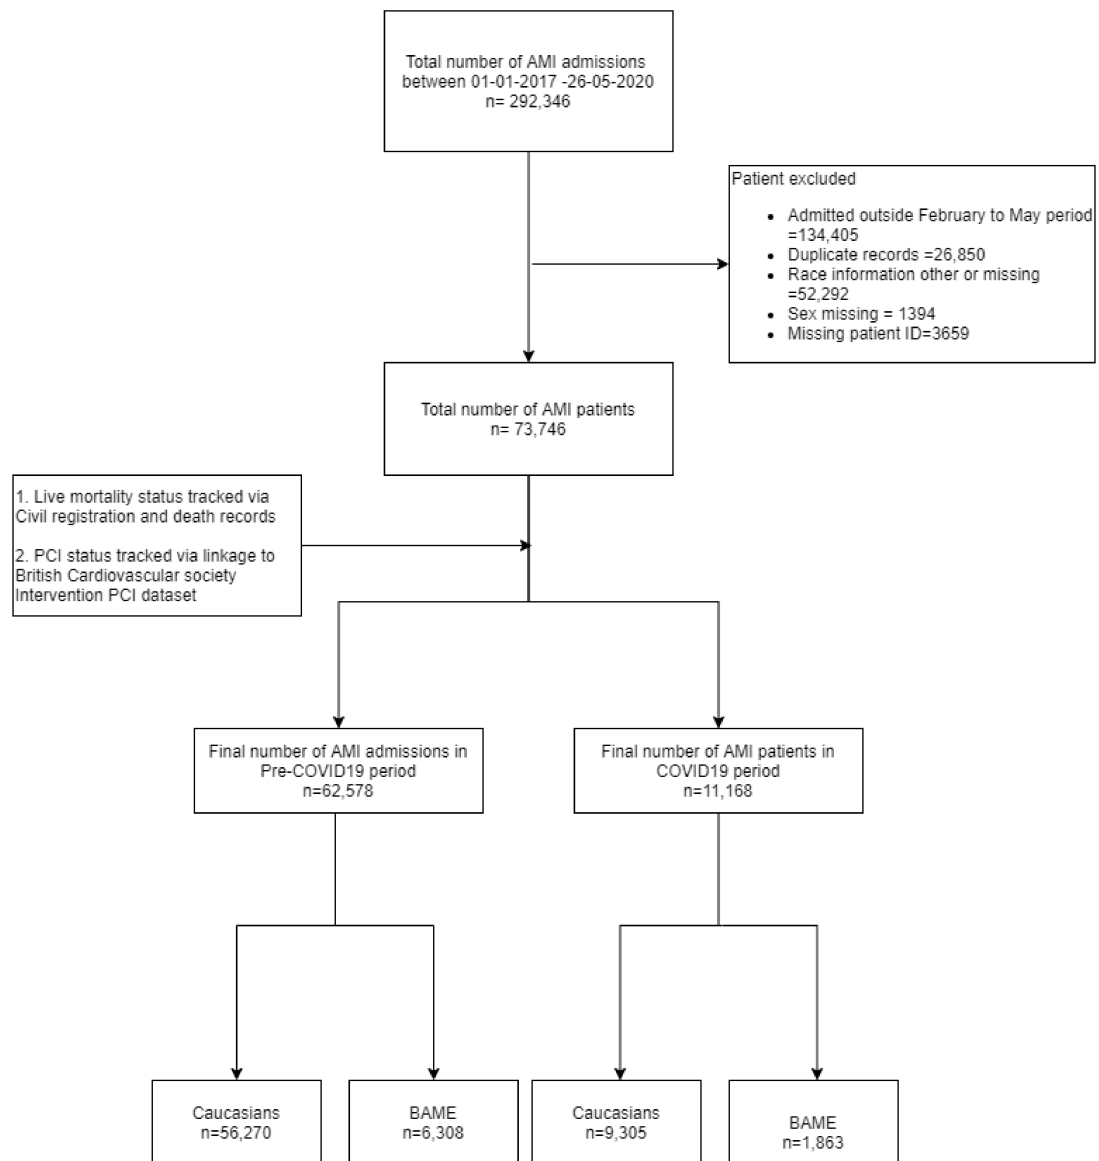 Total number of AMI admissions
between 01-01-2017 -26-05-2020
n= 292,346
Patient excluded
• Admitted outside February to May period
=134,405
• Duplicate records =26,850
• Race information other or missing
=52,292
• Sex missing = 1394
• Missing patient ID=3659
Total number of AMI patients
n= 73,746
1. Live mortality status tracked via
Civil registration and death records
2. PCI status tracked via linkage to
British Cardiovascular society
Intervention PCI dataset
Final number of AMI admissions in
Pre-COVID19 period
n=62,578
Final number of AMI patients in
COVID19 period
n=11,168
Caucasians
n=56,270
BAME
n=6,308
Caucasians
n=9,305
BAME
n=1,863